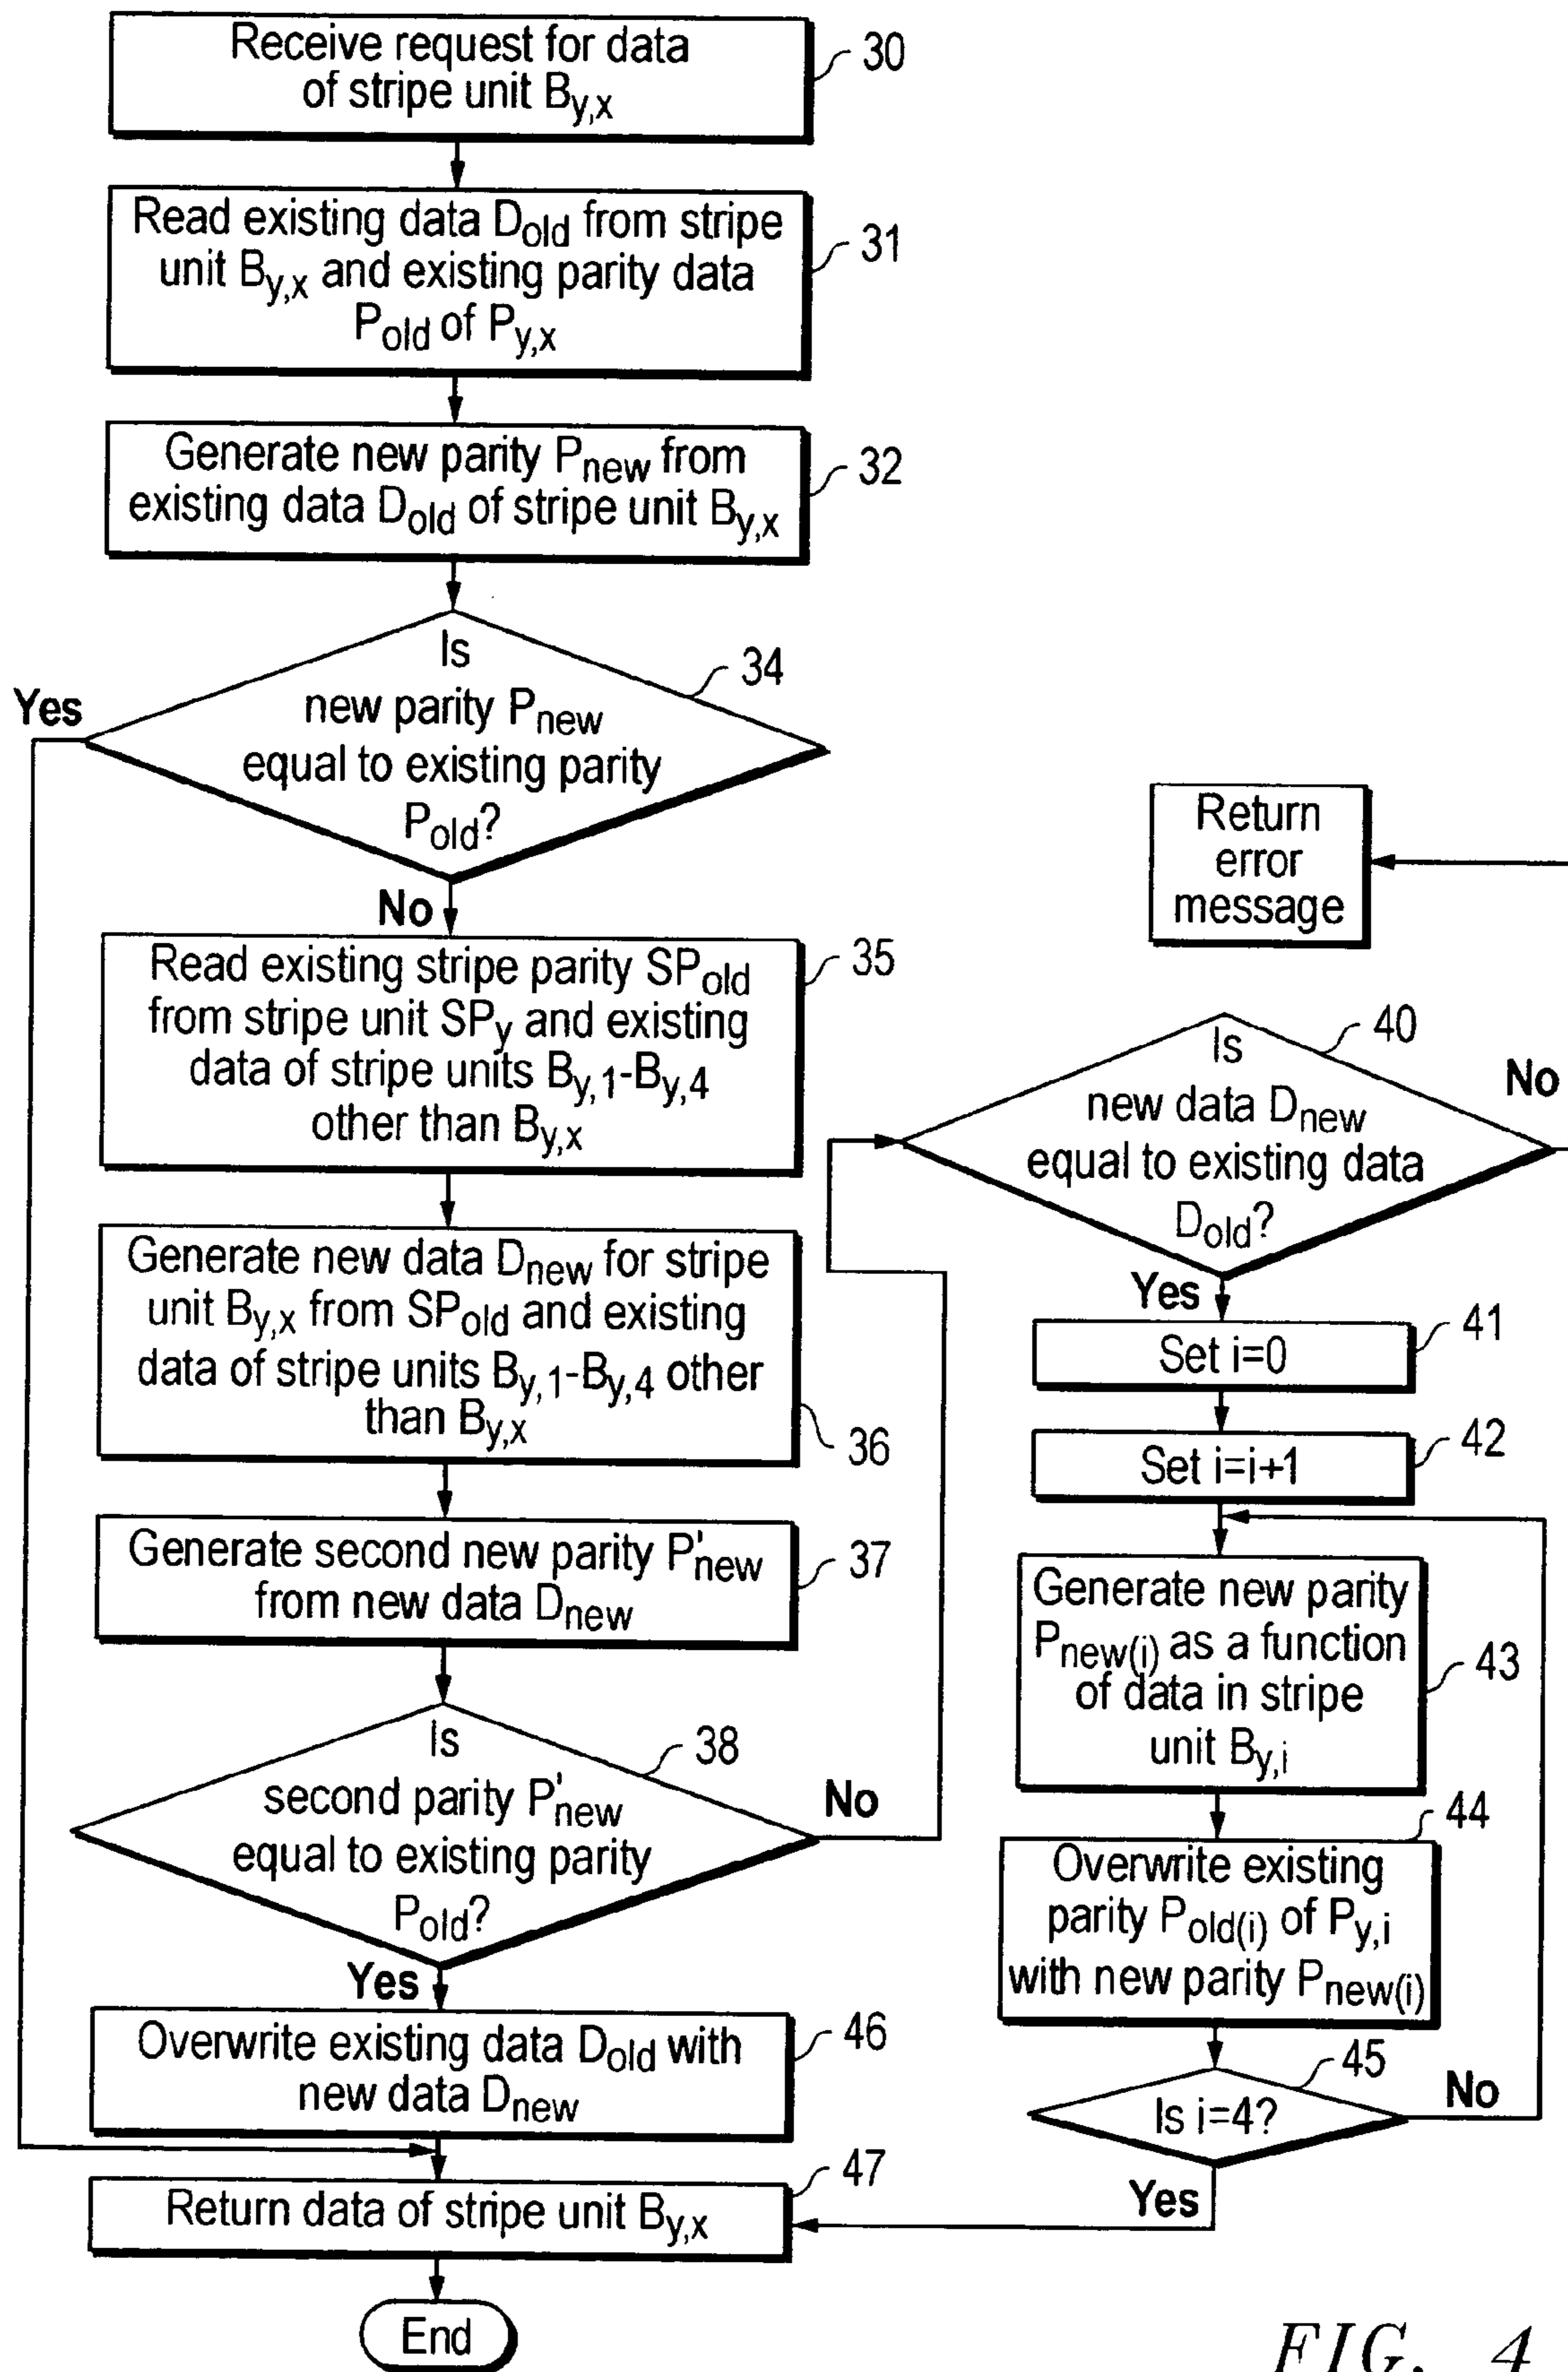 Receive request for data
of stripe unit By,x
30
Read existing data Dold from stripe
unit By,x and existing parity data
Pold of Py,x
31
Generate new parity Pnew from
existing data Dold of stripe unit By,x
32
Is
new parity Pnew
equal to existing parity
Pold?
34
Yes
No
Read existing stripe parity SPold
from stripe unit SPy and existing
data of stripe units By,1-By,4
other than By,x
35
Generate new data Dnew for stripe
unit By,x from SPold and existing
data of stripe units By,1-By,4 other
than By,x
36
Generate second new parity P'new
from new data Dnew
37
Is
second parity P'new
equal to existing parity
Pold?
38
No
Yes
Overwrite existing data Dold with
new data Dnew
46
Return data of stripe unit By,x
47
End
Return
error
message
Is
new data Dnew
equal to existing data
Dold?
40
No
Yes
Set i=0
41
Set i=i+1
42
Generate new parity
Pnew(i) as a function
of data in stripe
unit By,i
43
Overwrite existing
parity Pold(i) of Py,i
with new parity Pnew(i)
44
Is i=4?
45
No
Yes
FIG. 4